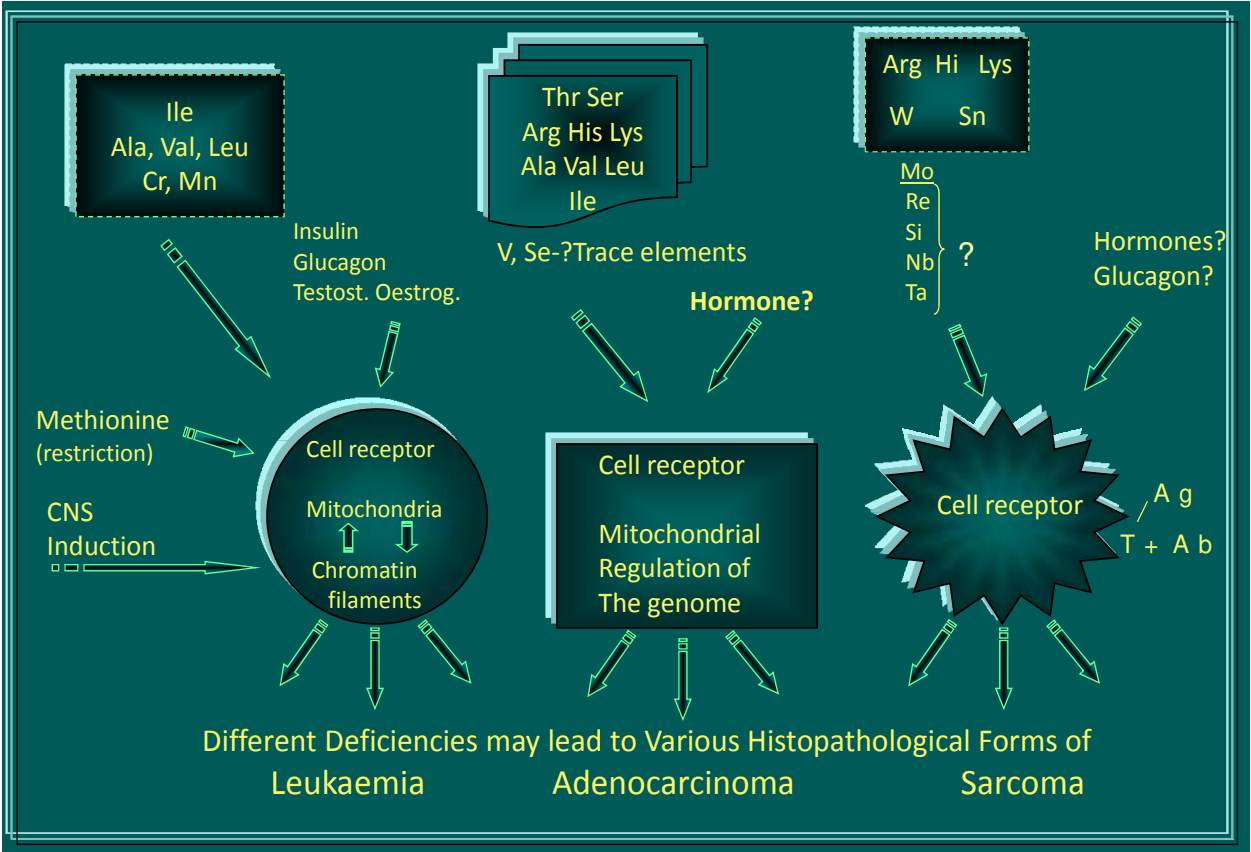 Ile
Ala, Val, Leu
Cr, Mn
Insulin
Glucagon
Testost. Oestrog.
Methionine
(restriction)
CNS
Induction
Cell receptor
Mitochondria
Chromatin
filaments
Thr Ser
Arg His Lys
Ala Val Leu
Ile
V, Se-?Trace elements
Hormone?
Cell receptor
Mitochondrial
Regulation of
The genome
Arg Hi Lys
W Sn
Mo
Re
Si
Nb
Ta
?
Hormones?
Glucagon?
Cell receptor
A g
T + A b
Different Deficiencies may lead to Various Histopathological Forms of
Leukaemia Adenocarcinoma Sarcoma